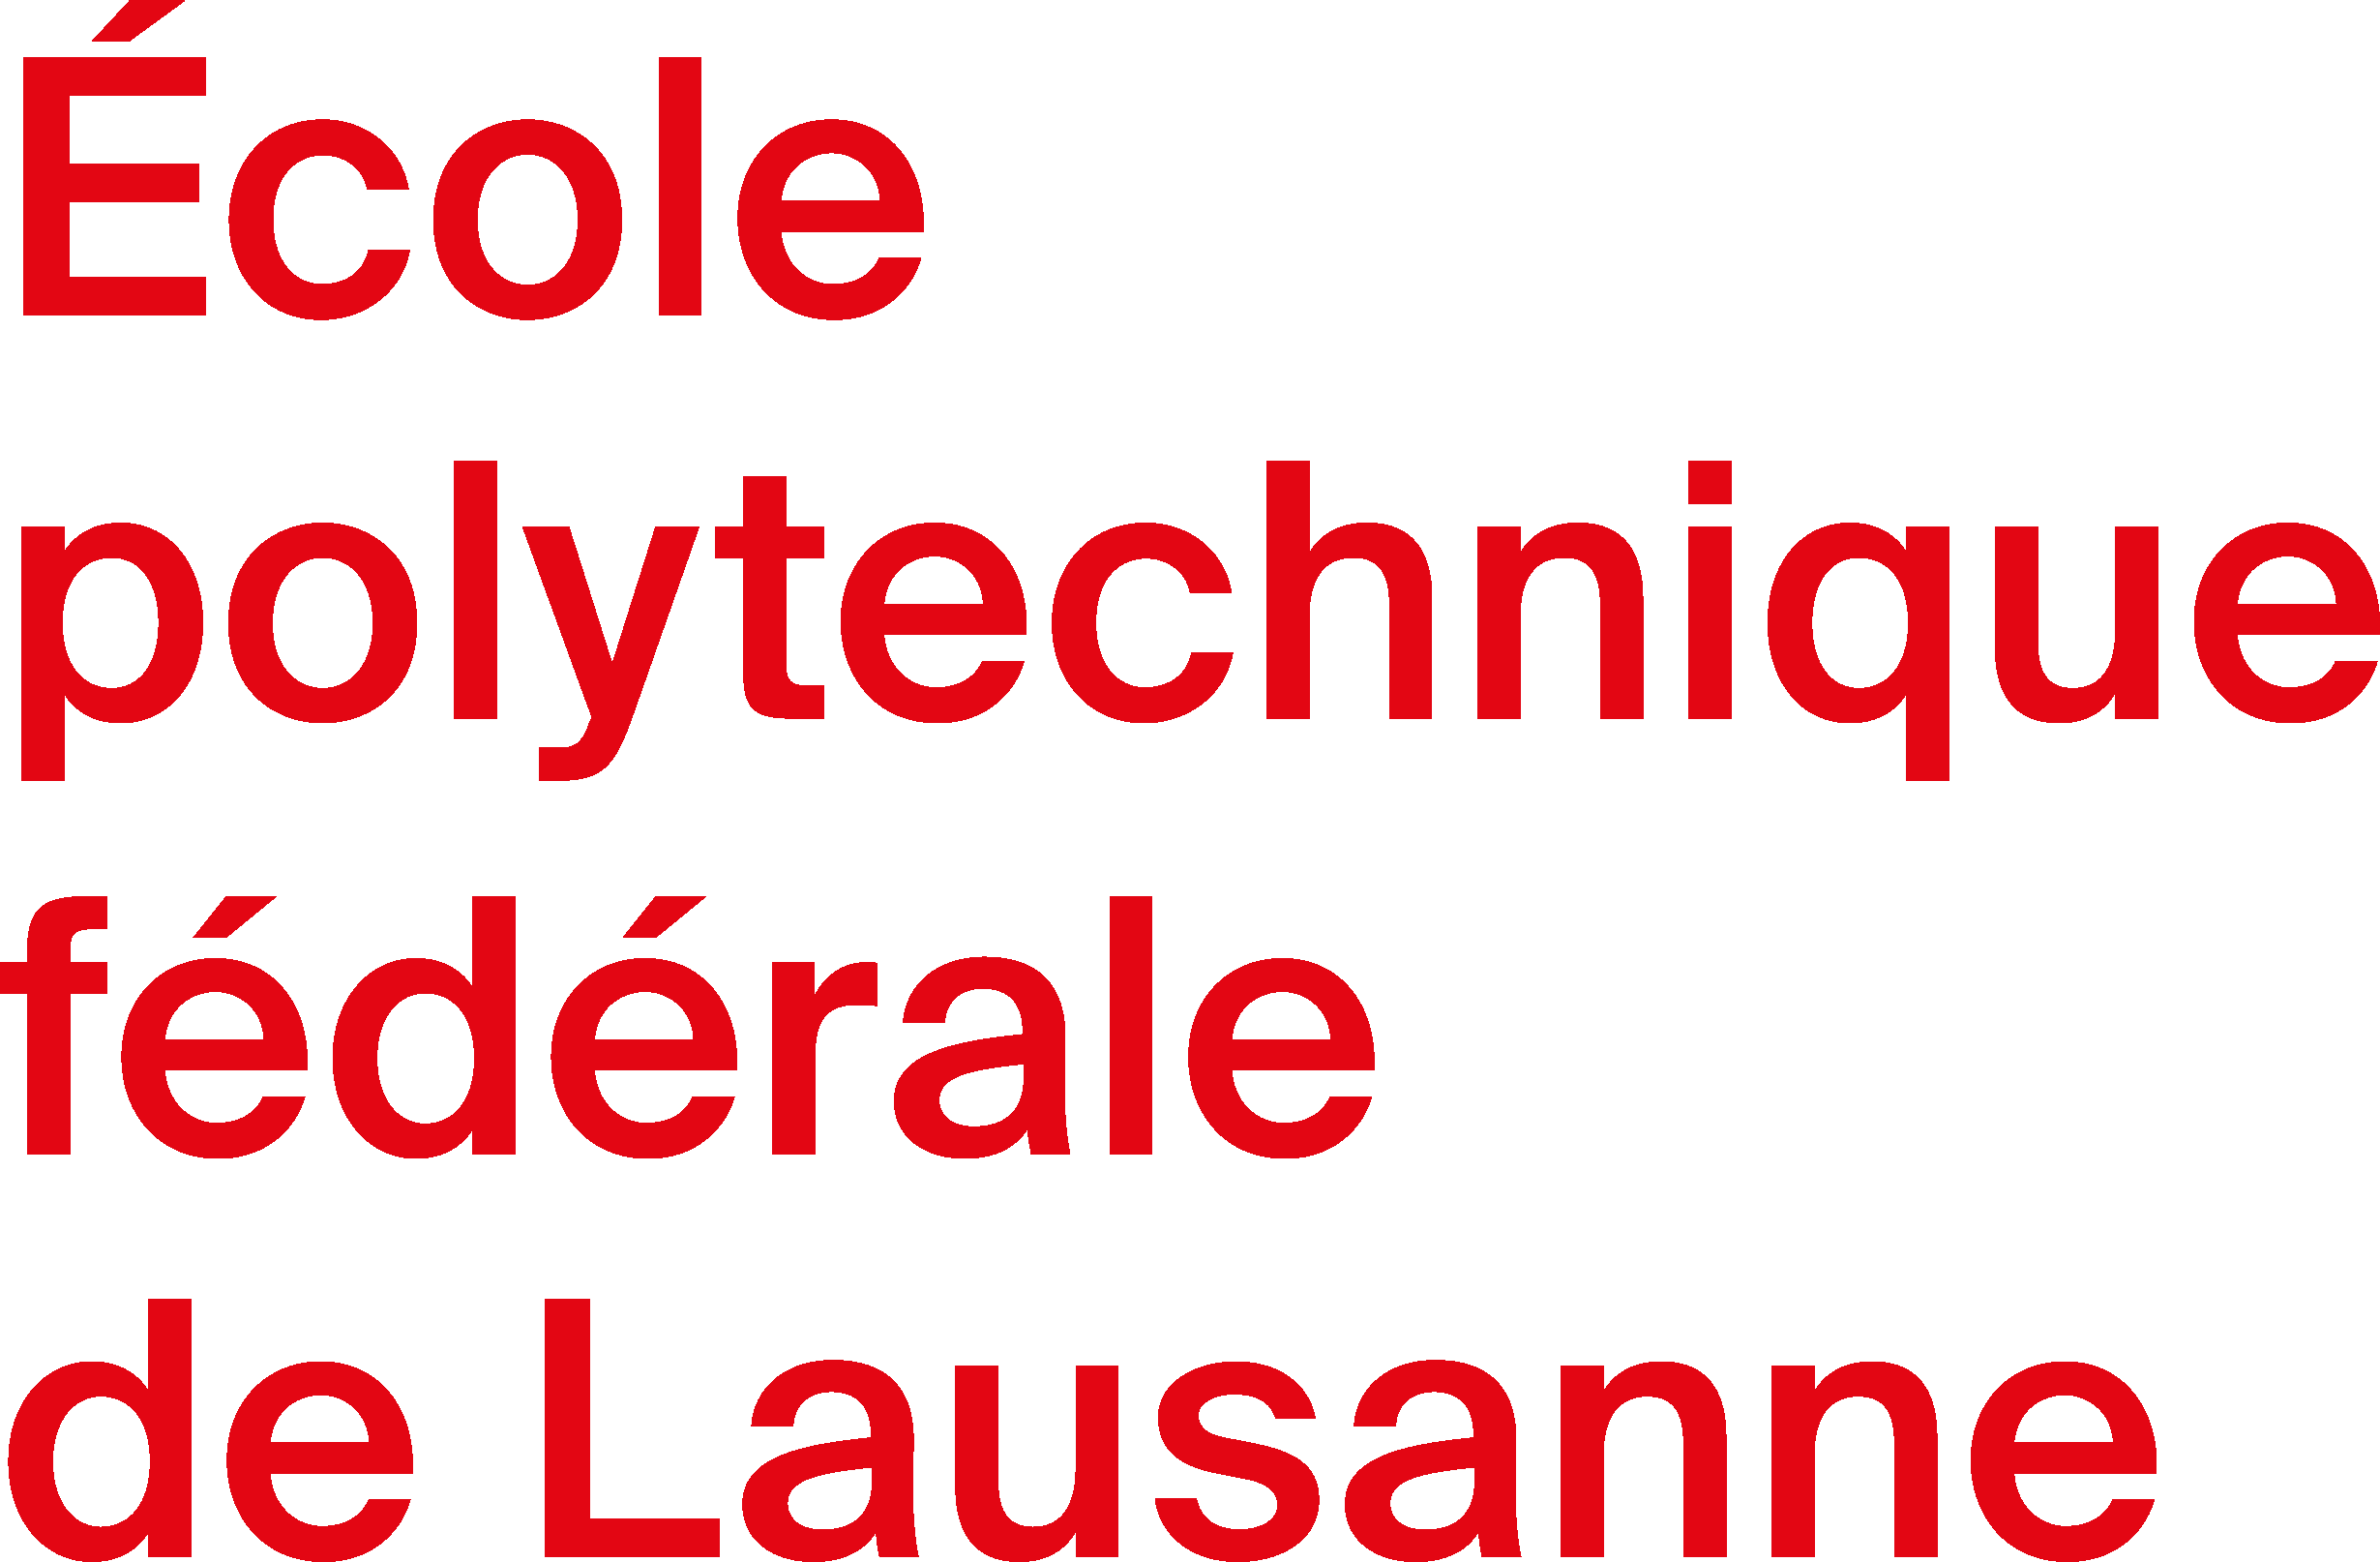 École
polytechnique
fédérale
de Lausanne